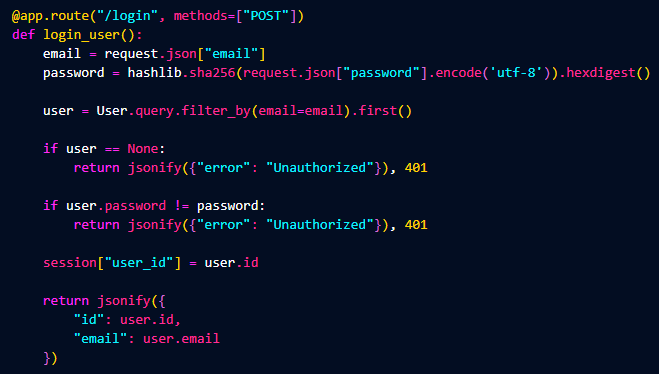 @app.route("/login", methods=["POST"])
def login_user():
    email = request.json["email"]
    password = hashlib.sha256(request.json["password"].encode('utf-8')).hexdigest()

    user = User.query.filter_by(email=email).first()

    if user == None:
        return jsonify({"error": "Unauthorized"}), 401

    if user.password != password:
        return jsonify({"error": "Unauthorized"}), 401

    session["user_id"] = user.id

    return jsonify({
        "id": user.id,
        "email": user.email
    })